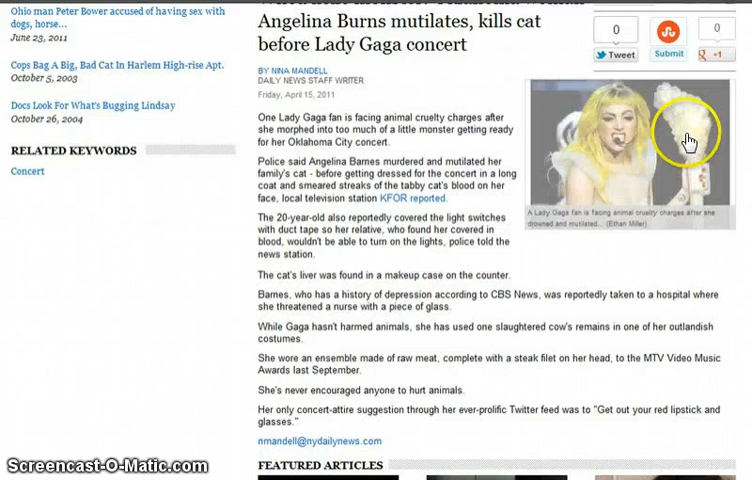 Ohio man Peter Bower accused of having sex with
dogs, horse...
June 23, 2011
Cops Bag A Big, Bad Cat In Harlem High-rise Apt.
October 5, 2003
Docs Look For What's Bugging Lindsay
October 26, 2004
RELATED KEYWORDS
Concert
Angelina Burns mutilates, kills cat
before Lady Gaga concert
BY NINA MANDELL
DAILY NEWS STAFF WRITER
Friday, April 15, 2011
0
Tweet
Submit
0
+1
One Lady Gaga fan is facing animal cruelty charges after
she morphed into too much of a little monster getting ready
for her Oklahoma City concert.
Police said Angelina Barnes murdered and mutilated her
family's cat - before getting dressed for the concert in a long
coat and smeared streaks of the tabby cat's blood on her
face, local television station KFOR reported.
A Lady Gaga fan is facing animal cruelty charges after she
drowned and mutilated... (Ethan Miller)
The 20-year-old also reportedly covered the light switches
with duct tape so her relative, who found her covered in
blood, wouldn't be able to turn on the lights, police told the
news station.
The cat's liver was found in a makeup case on the counter.
Barnes, who has a history of depression according to CBS News, was reportedly taken to a hospital where
she threatened a nurse with a piece of glass.
While Gaga hasn't harmed animals, she has used one slaughtered cow's remains in one of her outlandish
costumes.
She wore an ensemble made of raw meat, complete with a steak filet on her head, to the MTV Video Music
Awards last September.
She's never encouraged anyone to hurt animals.
Her only concert-attire suggestion through her ever-prolific Twitter feed was to "Get out your red lipstick and
glasses."
nmandell@nydailynews.com
FEATURED ARTICLES
Screencast-O-Matic.com